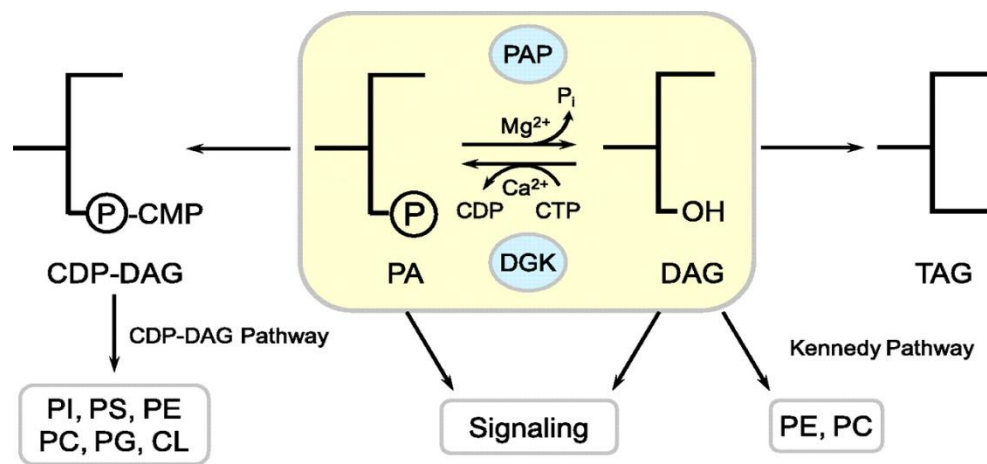 PAP
Pi
Mg2+
Ca2+
CDP CTP
DGK
P
-OH
P-CMP
CDP-DAG
PA
DAG
TAG
CDP-DAG Pathway
Kennedy Pathway
PI, PS, PE
PC, PG, CL
Signaling
PE, PC